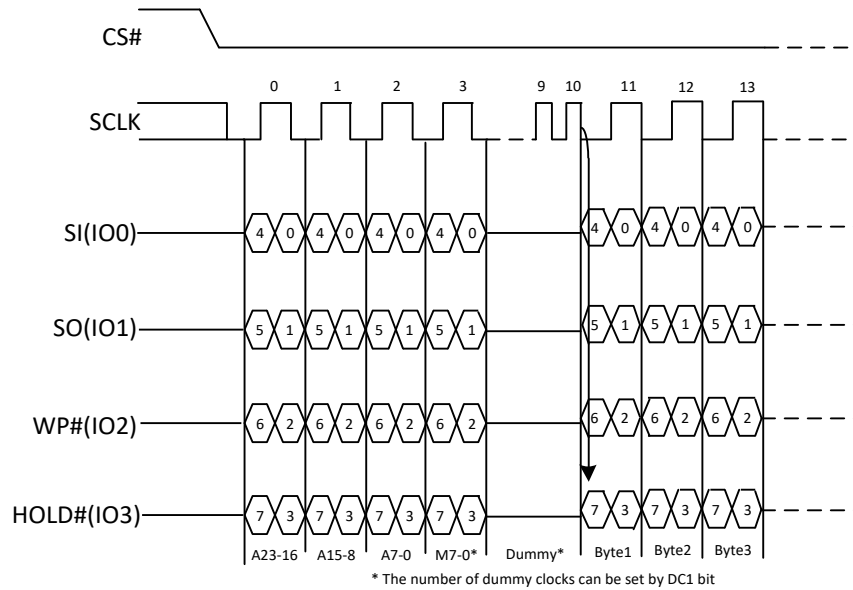 CS#
0 1 2 3 9 10 11 12 13
SCLK
SI(IO0) 4 0 4 0 4 0 4 0 4 0 4 0 4 0
SO(IO1) 5 1 5 1 5 1 5 1 5 1 5 1 5 1
WP#(IO2) 6 2 6 2 6 2 6 2 6 2 6 2 6 2
HOLD#(IO3) 7 3 7 3 7 3 7 3 7 3 7 3 7 3
A23-16 A15-8 A7-0 M7-0* Dummy* Byte1 Byte2 Byte3
* The number of dummy clocks can be set by DC1 bit